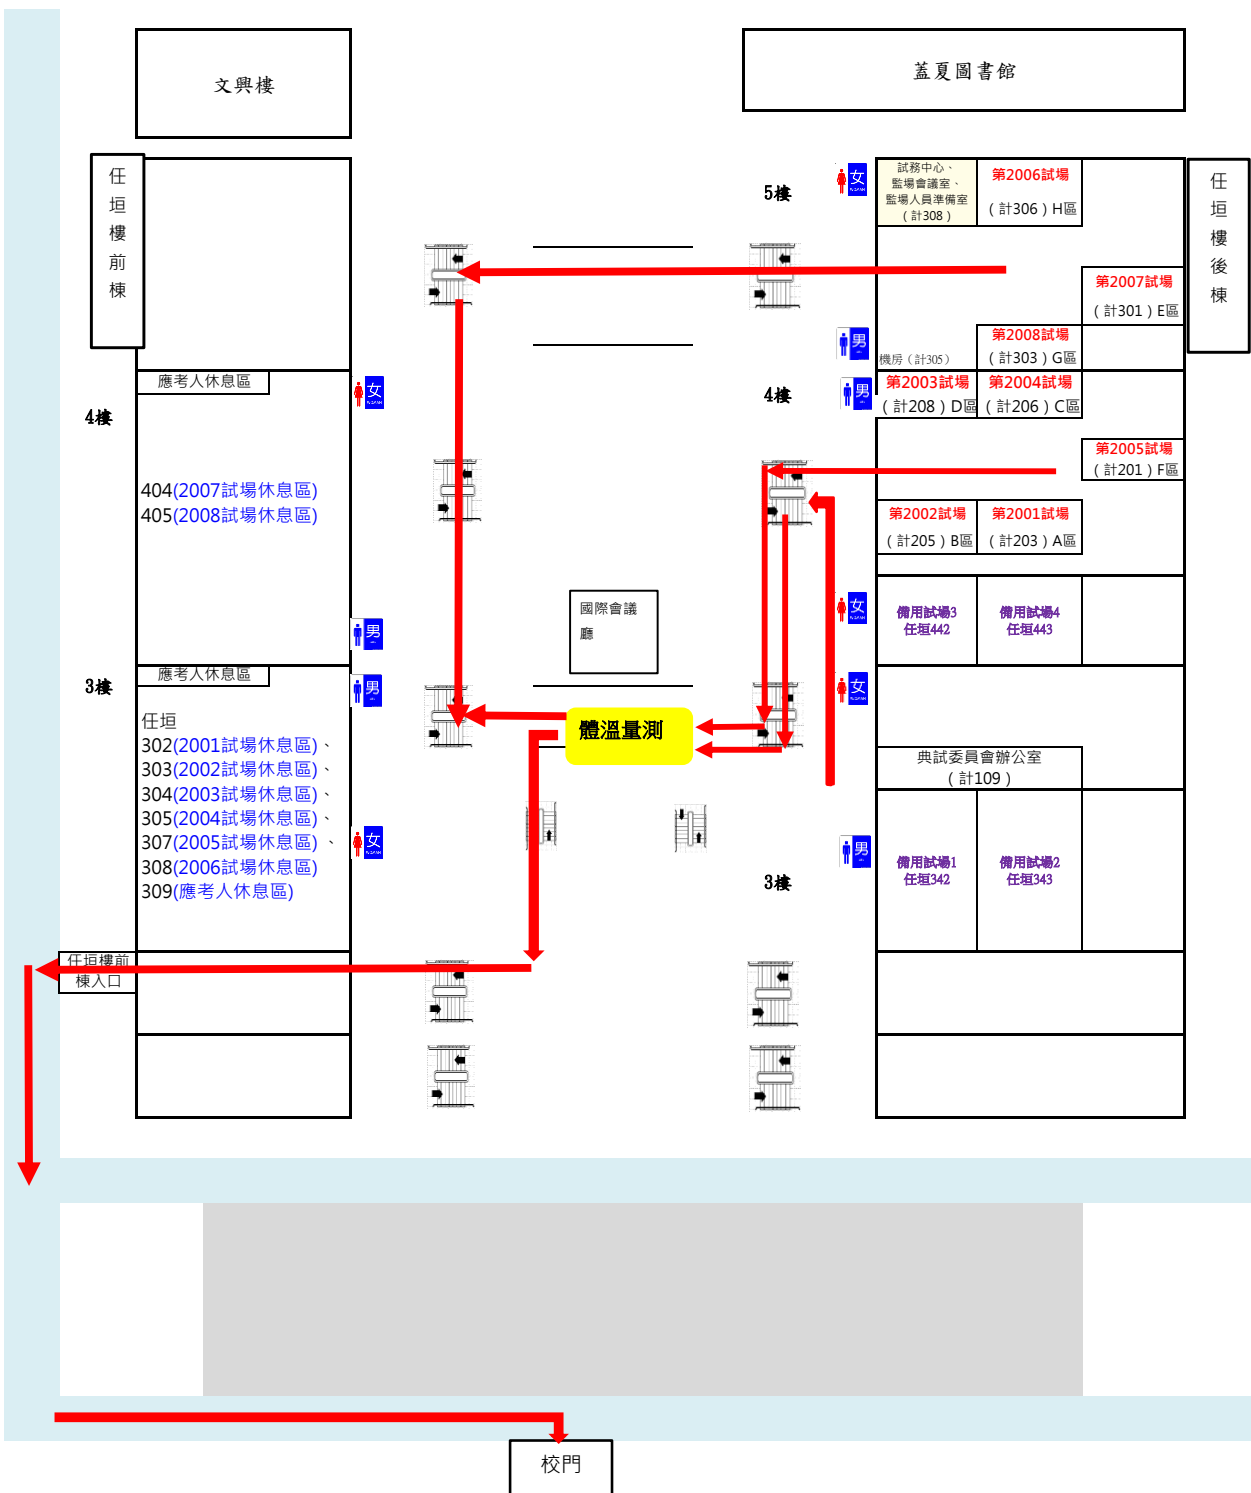 文興樓
蓋夏圖書館
任垣樓前棟
任垣樓後棟
5樓
女
試務中心、
監場會議室、
監場人員準備室
(計308)
第2006試場
(計306)H區
第2007試場
(計301)E區
男
機房(計305)
第2008試場
(計303)G區
應考人休息區
女
4樓
404(2007試場休息區)
405(2008試場休息區)
男
4樓
男
第2003試場
(計208)D區
第2004試場
(計206)C區
第2005試場
(計201)F區
第2002試場
(計205)B區
第2001試場
(計203)A區
國際會議
廳
女
備用試場3
任垣442
備用試場4
任垣443
3樓
應考人休息區
男
任垣
302(2001試場休息區)、
303(2002試場休息區)、
304(2003試場休息區)、
305(2004試場休息區)、
307(2005試場休息區)、
308(2006試場休息區)
309(應考人休息區)
女
體溫量測
女
典試委員會辦公室
(計109)
男
3樓
備用試場1
任垣342
備用試場2
任垣343
任垣樓前
棟入口
校門